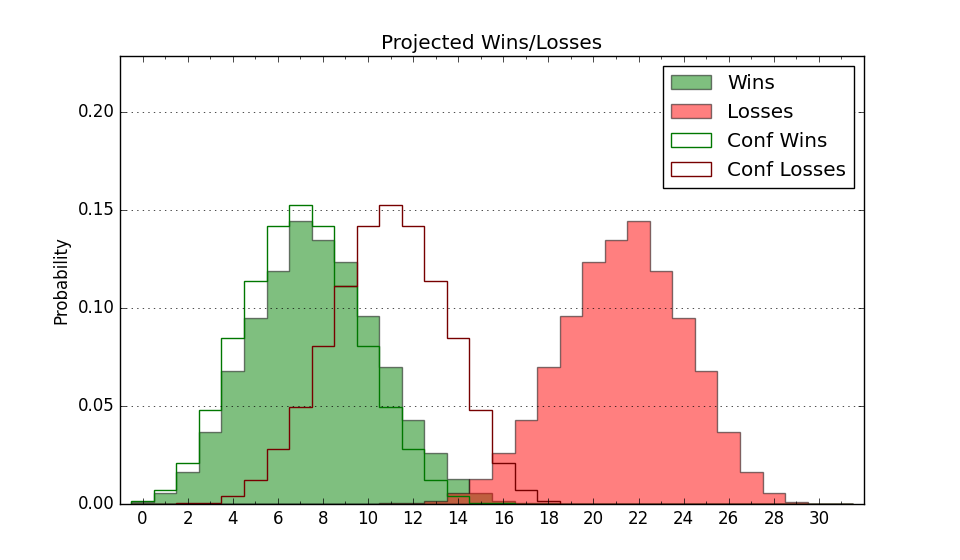 Projected Wins/Losses
Wins
Losses
Conf Wins
Conf Losses
Probability
0.20
0.15
0.10
0.05
0.00
0 2 4 6 8 10 12 14 16 18 20 22 24 26 28 30